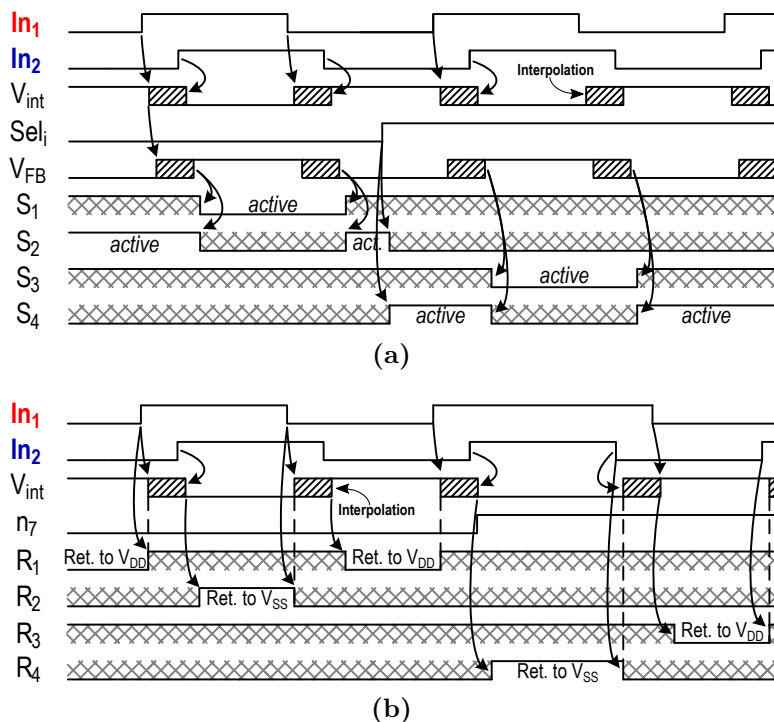 In1
In2
Interpolation
Vint
Seli
VFB
S1 active
S2 active act.
S3 active
S4 active active
(a)
In1
In2
Vint
Interpolation
n7
R1 Ret. to VDD Ret. to VDD
R2 Ret. to VSS
R3 Ret. to VDD
R4 Ret. to VSS
(b)